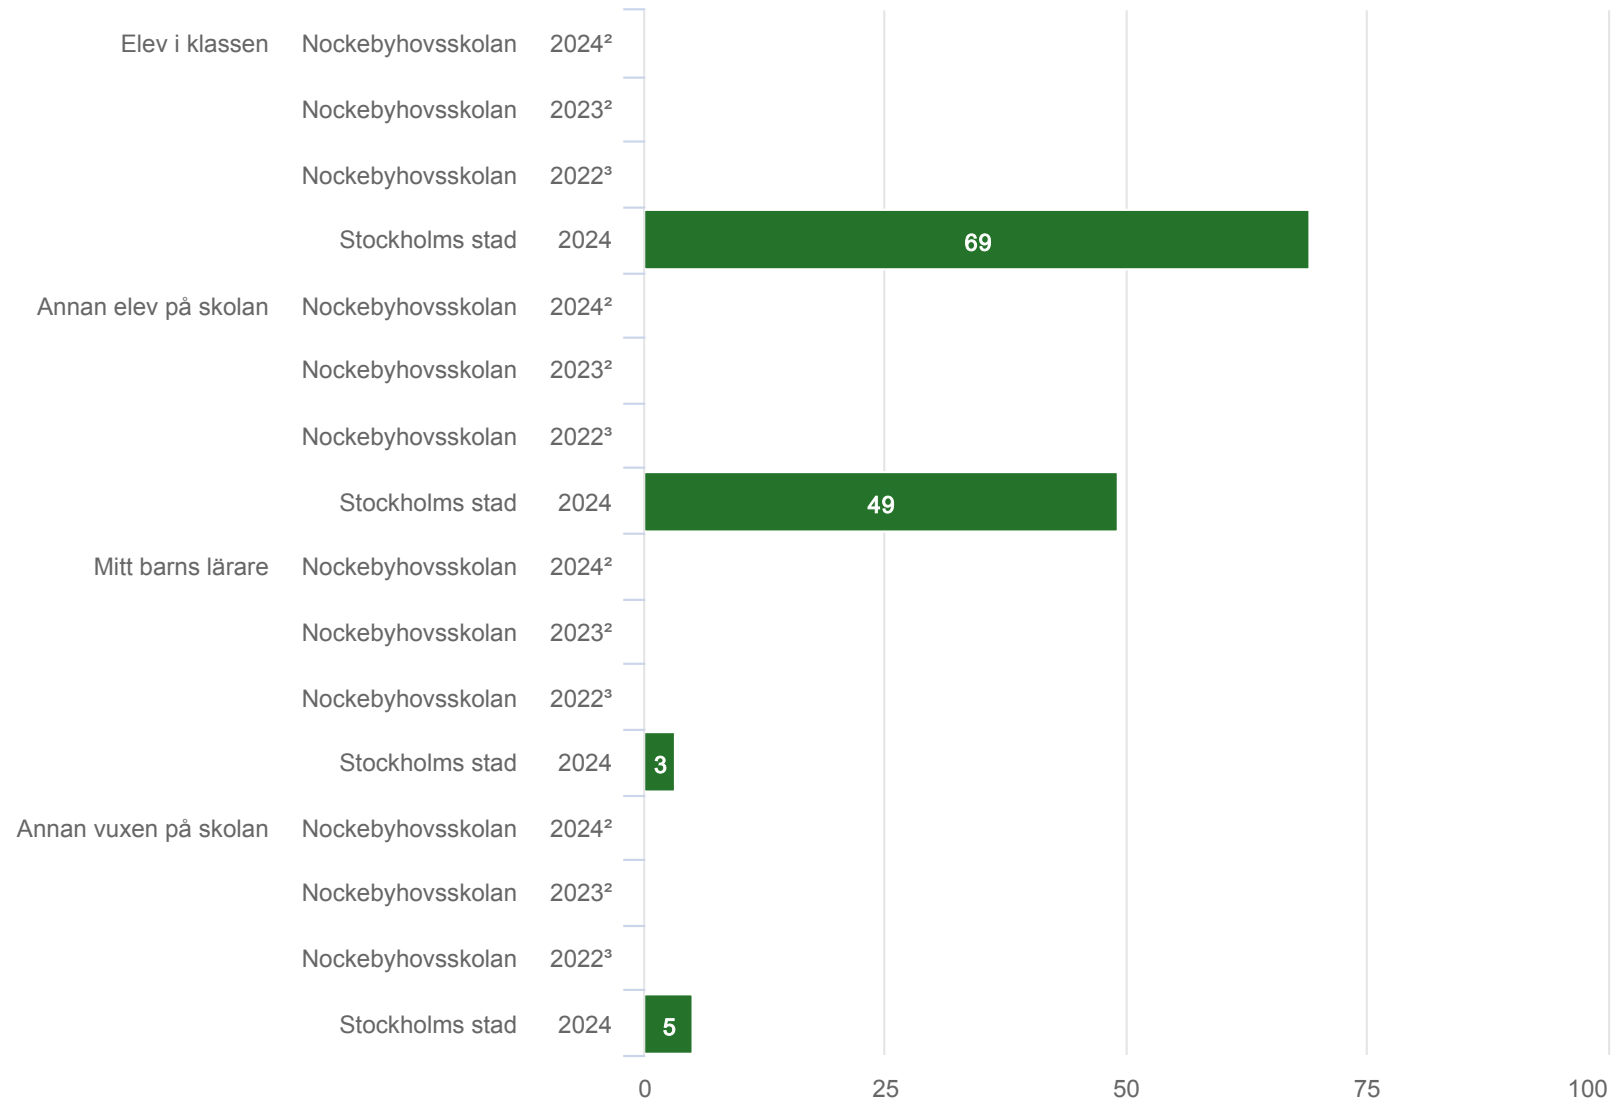 Elev i klassen Nockebyhovsskolan 2024²
Nockebyhovsskolan 2023²
Nockebyhovsskolan 2022³
Stockholms stad 2024 69
Annan elev på skolan Nockebyhovsskolan 2024²
Nockebyhovsskolan 2023²
Nockebyhovsskolan 2022³
Stockholms stad 2024 49
Mitt barns lärare Nockebyhovsskolan 2024²
Nockebyhovsskolan 2023²
Nockebyhovsskolan 2022³
Stockholms stad 2024 3
Annan vuxen på skolan Nockebyhovsskolan 2024²
Nockebyhovsskolan 2023²
Nockebyhovsskolan 2022³
Stockholms stad 2024 5
0 25 50 75 100